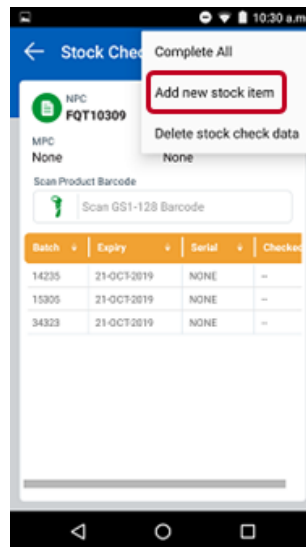 10:30 a.m
Stock Chec
Complete All
Add new stock item
Delete stock check data
NPC
FQT10309
MPC
None
None
Scan Product Barcode
Scan GS1-128 Barcode
Batch Expiry Serial Checked
14235 21-OCT-2019 NONE --
15305 21-OCT-2019 NONE --
34323 21-OCT-2019 NONE --